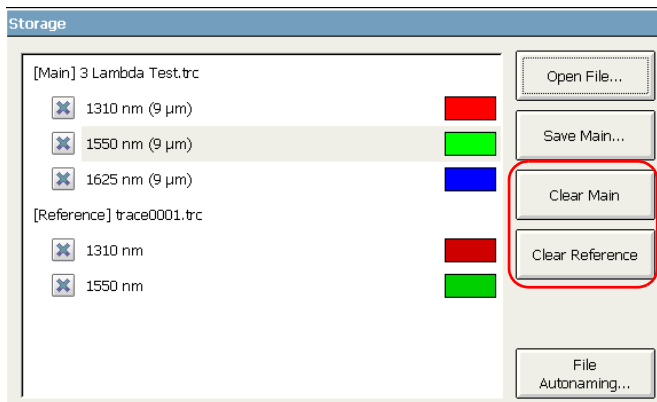 Storage
[Main] 3 Lambda Test.trc
1310 nm (9 µm)
1550 nm (9 µm)
1625 nm (9 µm)
[Reference] trace0001.trc
1310 nm
1550 nm
Open File...
Save Main...
Clear Main
Clear Reference
File
Autonaming...